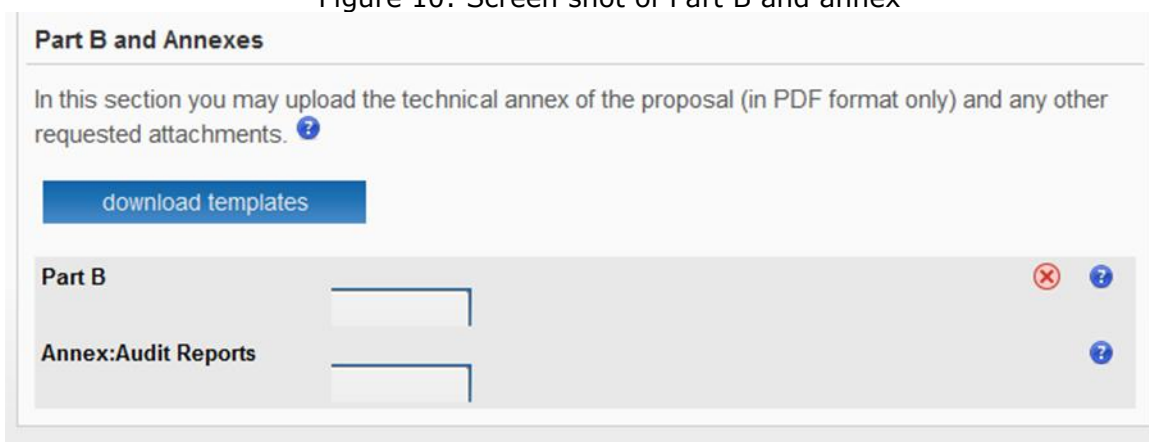 Figure 10: Screen shot of Part B and annex
Part B and Annexes
In this section you may upload the technical annex of the proposal (in PDF format only) and any other
requested attachments. ?
download templates
Part B ?
Annex:Audit Reports ?